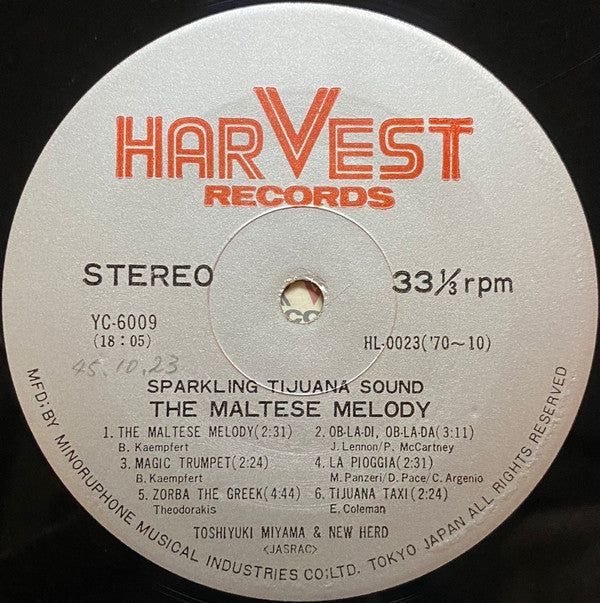 HARVEST
RECORDS
STEREO
33⅓ rpm
YC-6009
(18:05)
HL-0023('70~10)
45.10.23
SPARKLING TIJUANA SOUND
THE MALTESE MELODY
1. THE MALTESE MELODY(2:31)
B. Kaempfert
2. OB-LA-DI, OB-LA-DA(3:11)
J. Lennon/P. McCartney
3. MAGIC TRUMPET(2:24)
B. Kaempfert
4. LA PIOGGIA(2:31)
M. Panzeri/D. Pace/C. Argenio
5. ZORBA THE GREEK(4:44)
Theodorakis
6. TIJUANA TAXI(2:24)
E. Coleman
TOSHIYUKI MIYAMA & NEW HERD
<JASRAC>
MFD; BY MINORUPHONE MUSICAL INDUSTRIES CO; LTD. TOKYO JAPAN ALL RIGHTS RESERVED